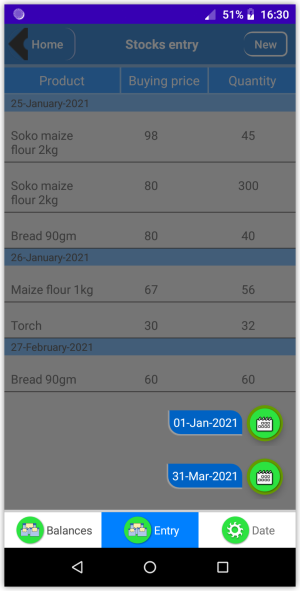 51% 16:30
Home Stocks entry New
Product Buying price Quantity
25-January-2021
Soko maize 98 45
flour 2kg
Soko maize 80 300
flour 2kg
Bread 90gm 80 40
26-January-2021
Maize flour 1kg 67 56
Torch 30 32
27-February-2021
Bread 90gm 60 60
01-Jan-2021
31-Mar-2021
Balances Entry Date